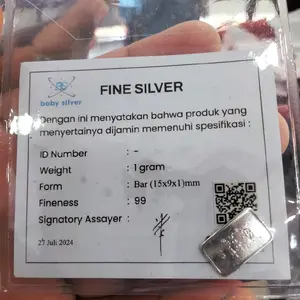 baby silver
FINE SILVER
Dengan ini menyatakan bahwa produk yang
menyertainya dijamin memenuhi spesifikasi :
ID Number : -
Weight : 1 gram
Form : Bar (15x9x1)mm
Fineness : 99
Signatory Assayer :
27 Juli 2024